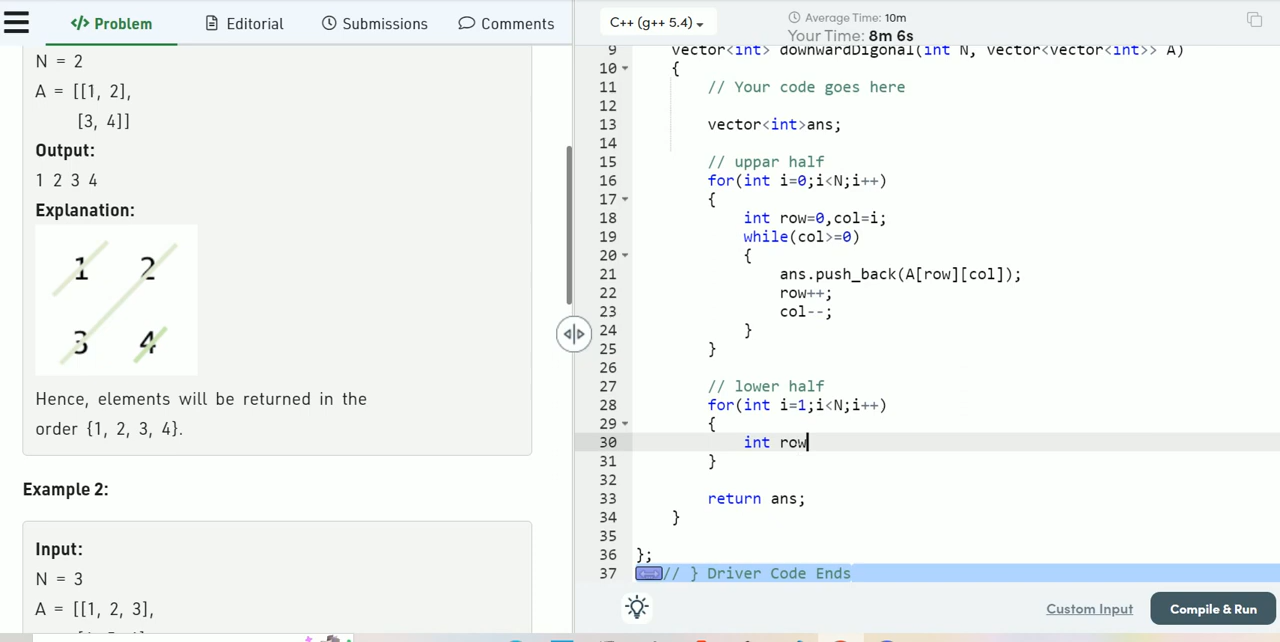 </> Problem
Editorial
Submissions
Comments
N = 2
A = [[1, 2],
[3, 4]]
Output:
1 2 3 4
Explanation:
1 2
3 4
Hence, elements will be returned in the
order {1, 2, 3, 4}.
Example 2:
Input:
N = 3
A = [[1, 2, 3],
C++ (g++ 5.4)
Average Time: 10m
Your Time: 8m 6s
9 vector<int> downwardDigonal(int N, vector<vector<int>> A)
10 {
11 // Your code goes here
12
13 vector<int>ans;
14
15 // uppar half
16 for(int i=0;i<N;i++)
17 {
18 int row=0,col=i;
19 while(col>=0)
20 {
21 ans.push_back(A[row][col]);
22 row++;
23 col--;
24 }
25 }
26
27 // lower half
28 for(int i=1;i<N;i++)
29 {
30 int row
31 }
32
33 return ans;
34 }
35
36 };
37 // } Driver Code Ends
Custom Input
Compile & Run